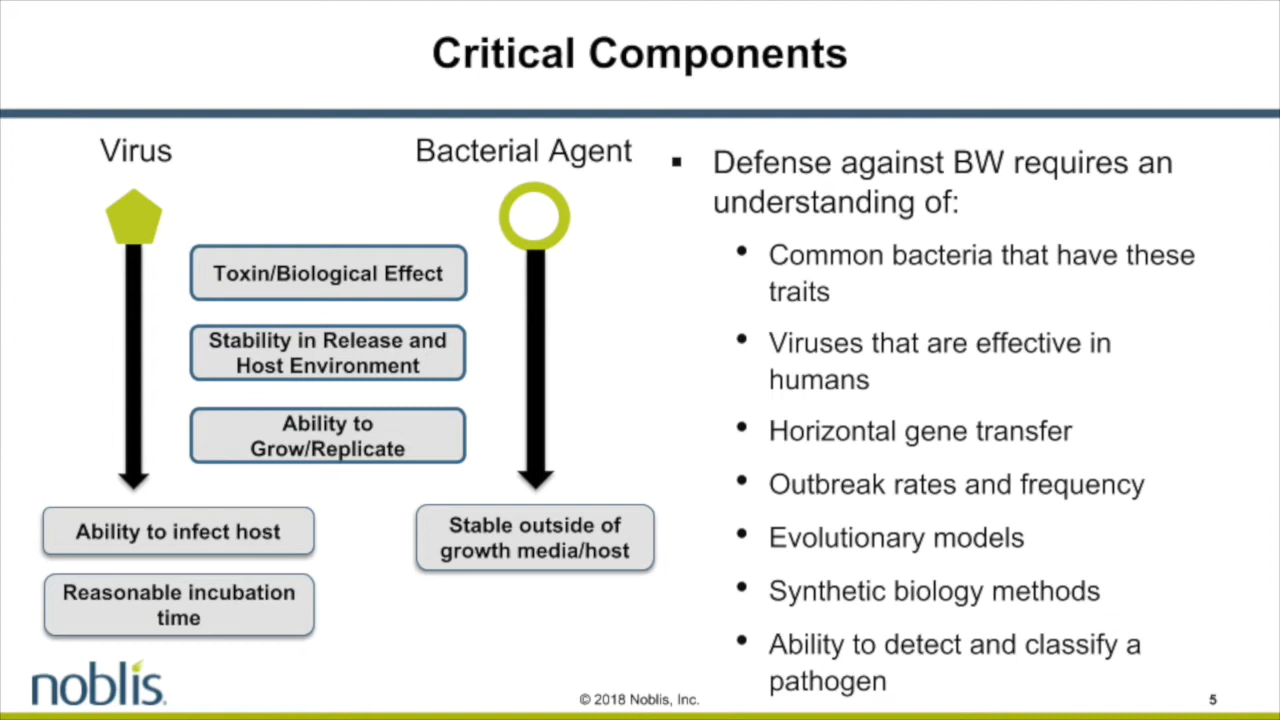 Critical Components
Virus
Bacterial Agent
Toxin/Biological Effect
Stability in Release and
Host Environment
Ability to
Grow/Replicate
Ability to infect host
Reasonable incubation
time
Stable outside of
growth media/host
▪ Defense against BW requires an
understanding of:
• Common bacteria that have these
traits
• Viruses that are effective in
humans
• Horizontal gene transfer
• Outbreak rates and frequency
• Evolutionary models
• Synthetic biology methods
• Ability to detect and classify a
pathogen
noblis.
© 2018 Noblis, Inc.
5